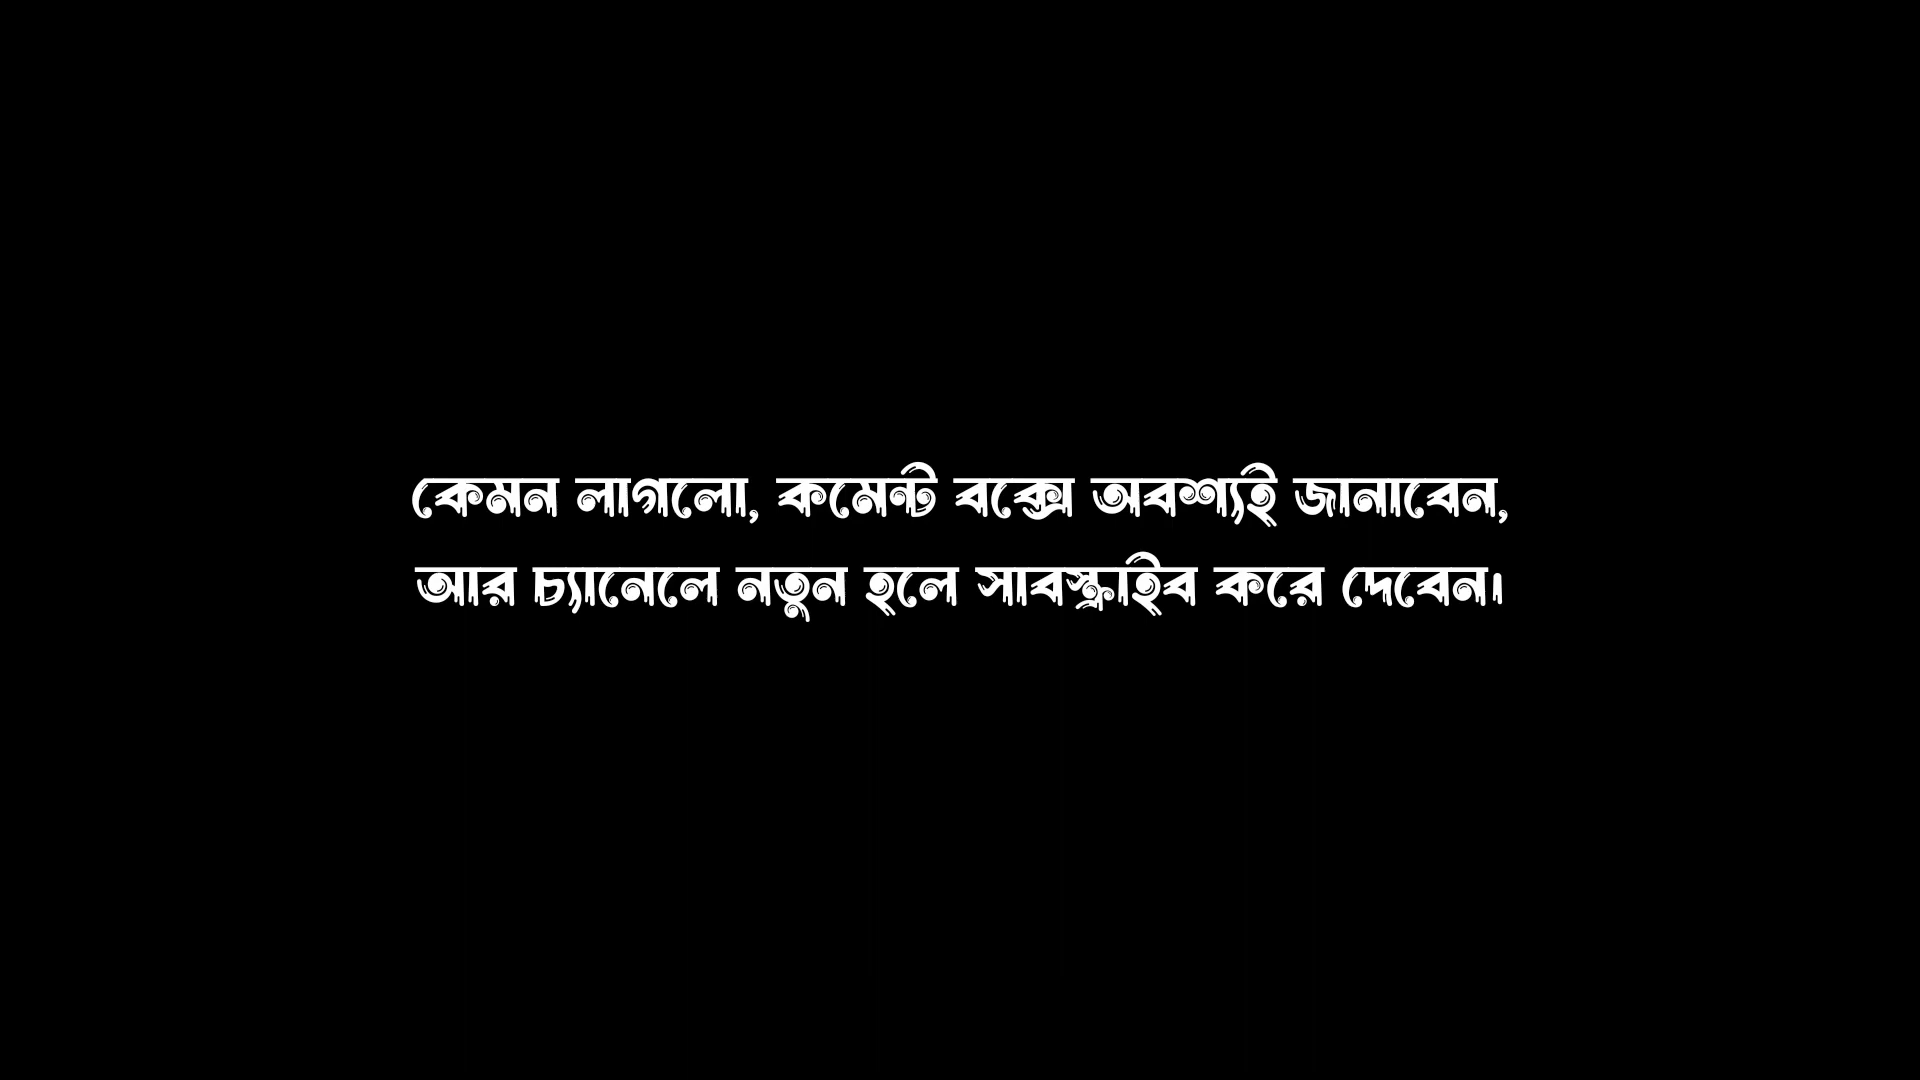 কেমন লাগলো, কমেন্ট বক্সে অবশ্যই জানাবেন,
আর চ্যানেলে নতুন হলে সাবস্ক্রাইব করে দেবেন।